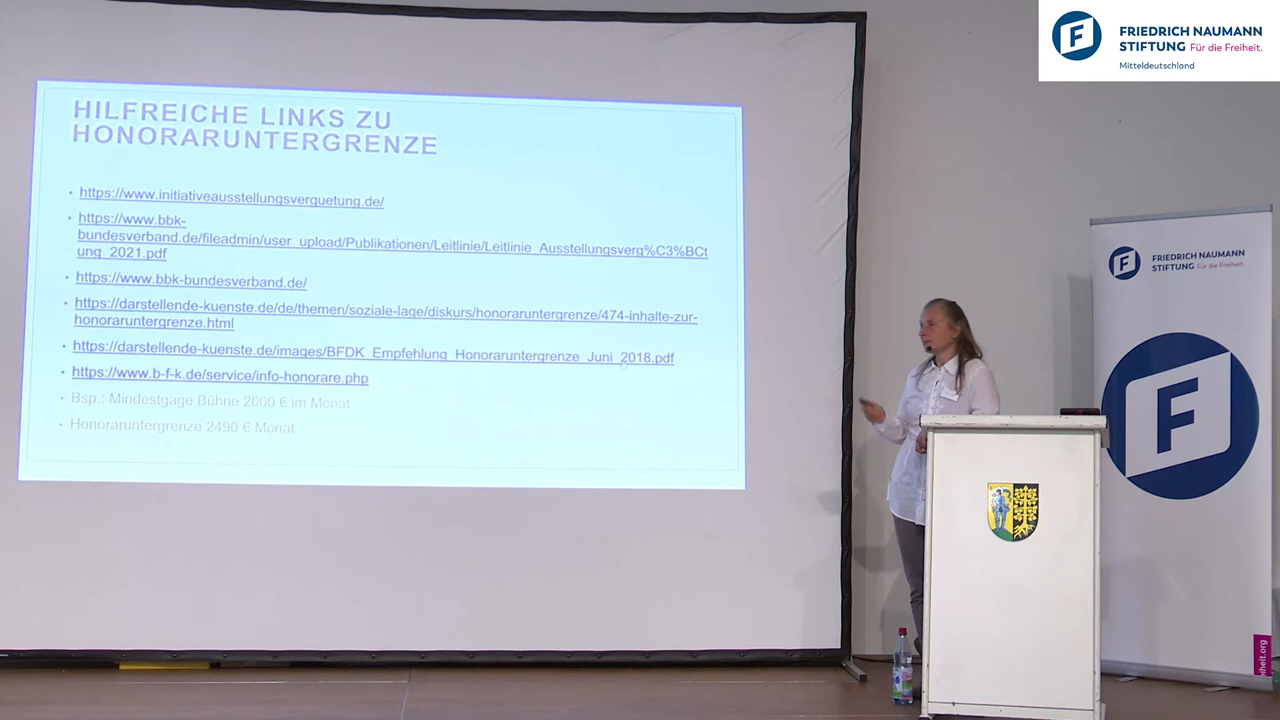 FRIEDRICH NAUMANN
STIFTUNG Für die Freiheit.
Mitteldeutschland
HILFREICHE LINKS ZU
HONORARUNTERGRENZE
• https://www.initiativeausstellungsverguetung.de/
• https://www.bbk-
bundesverband.de/fileadmin/user_upload/Publikationen/Leitlinie/Leitlinie_Ausstellungsverg%C3%BCt
ung_2021.pdf
• https://www.bbk-bundesverband.de/
• https://darstellende-kuenste.de/de/themen/soziale-lage/diskurs/honoraruntergrenze/474-inhalte-zur-
honoraruntergrenze.html
• https://darstellende-kuenste.de/images/BFDK_Empfehlung_Honoraruntergrenze_Juni_2018.pdf
• https://www.b-f-k.de/service/info-honorare.php
• Bsp.: Mindestgage Bühne 2000 € im Monat
• Honoraruntergrenze 2490 € Monat
FRIEDRICH NAUMANN
STIFTUNG Für die Freiheit.
F